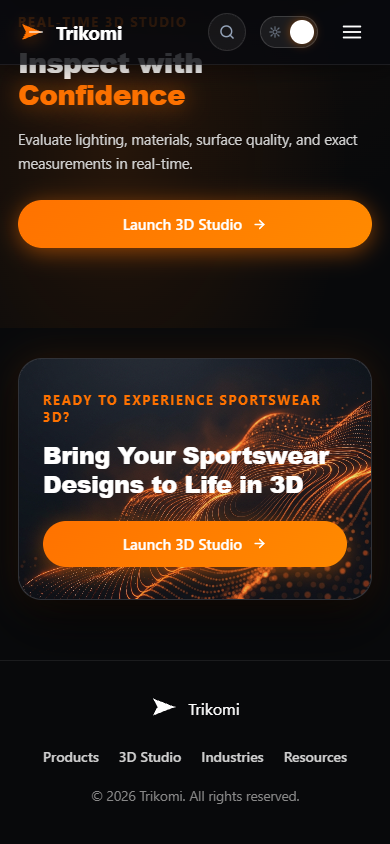 REAL-TIME 3D STUDIO
Trikomi
Inspect with
Confidence
Evaluate lighting, materials, surface quality, and exact
measurements in real-time.
Launch 3D Studio →
READY TO EXPERIENCE SPORTSWEAR
3D?
Bring Your Sportswear
Designs to Life in 3D
Launch 3D Studio →
Trikomi
Products 3D Studio Industries Resources
© 2026 Trikomi. All rights reserved.